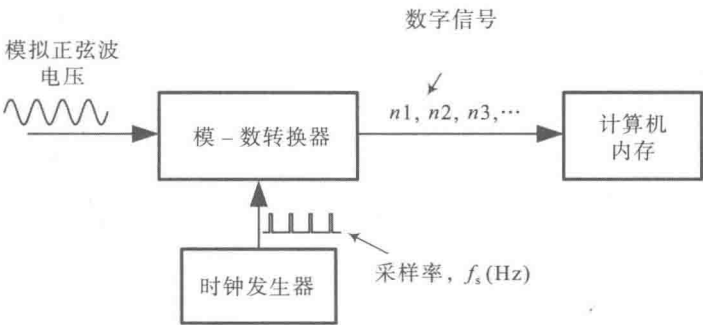 数字信号
模拟正弦波
电压
n1, n2, n3,…
模-数转换器
计算机
内存
采样率, fs(Hz)
时钟发生器